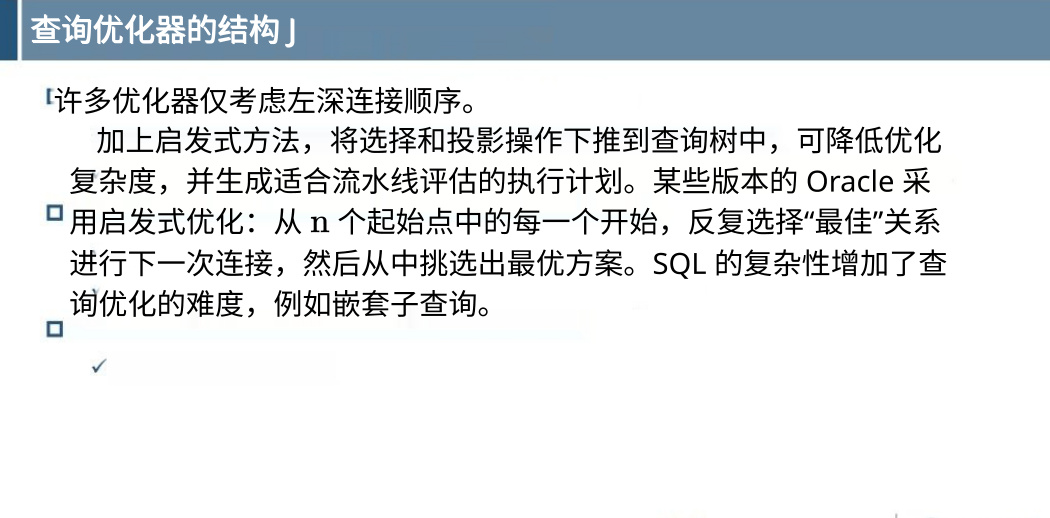 查询优化器的结构 J
许多优化器仅考虑左深连接顺序。
加上启发式方法，将选择和投影操作下推到查询树中，可降低优化
复杂度，并生成适合流水线评估的执行计划。某些版本的 Oracle 采
用启发式优化：从 n 个起始点中的每一个开始，反复选择“最佳”关系
进行下一次连接，然后从中挑选出最优方案。SQL 的复杂性增加了查
询优化的难度，例如嵌套子查询。